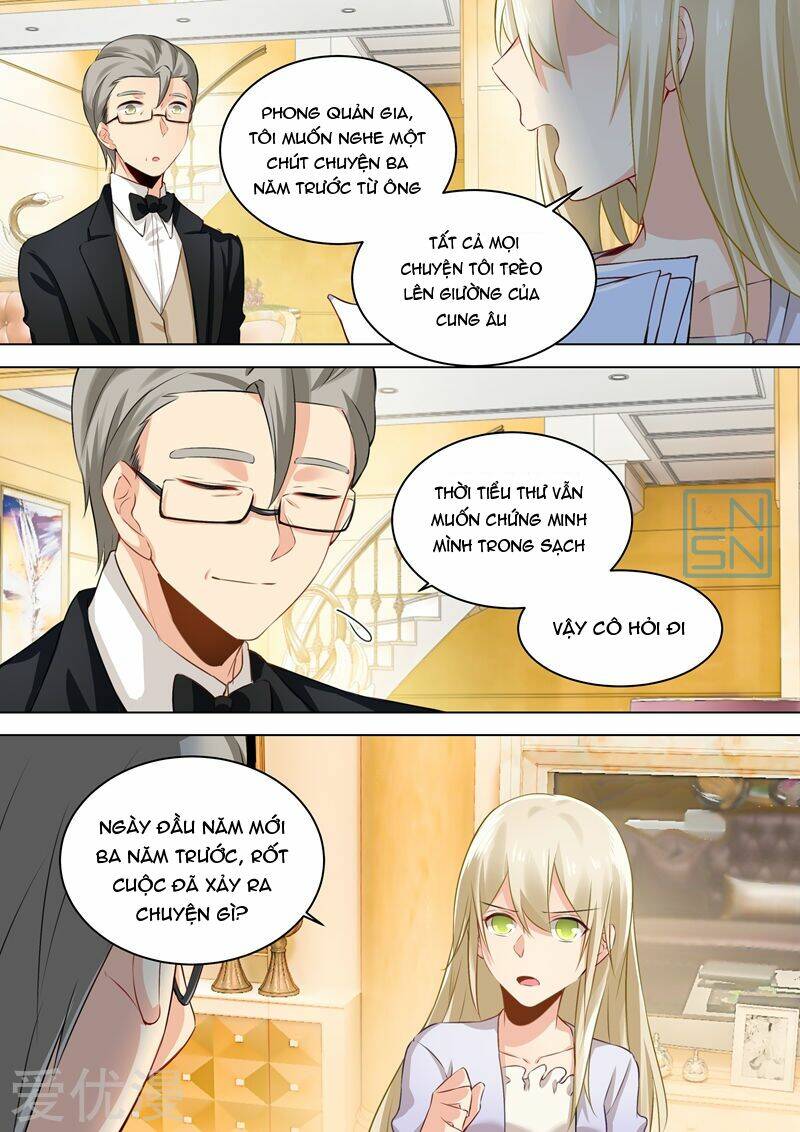 PHONG QUẢN GIA,
TÔI MUỐN NGHE MỘT
CHÚT CHUYỆN BA
NĂM TRƯỚC TỪ ÔNG
TẤT CẢ MỌI
CHUYỆN TÔI TRÈO
LÊN GIƯỜNG CỦA
CUNG ÂU
THỜI TIỂU THƯ VẪN
MUỐN CHỨNG MINH
MÌNH TRONG SẠCH
LN
SN
VẬY CÔ HỎI ĐI
NGÀY ĐẦU NĂM MỚI
BA NĂM TRƯỚC, RỐT
CUỘC ĐÃ XẢY RA
CHUYỆN GÌ?
爱优漫